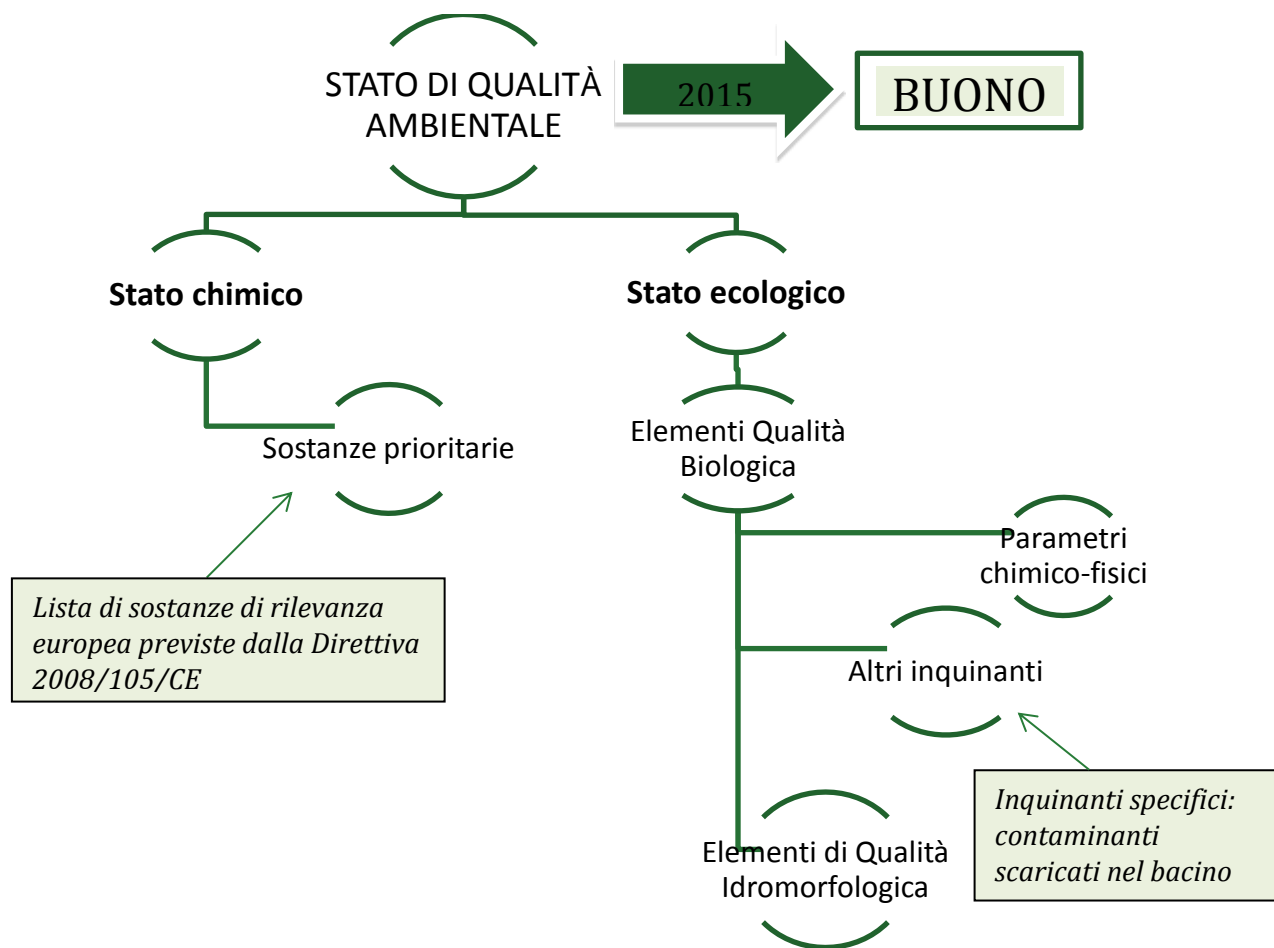 STATO DI QUALITÀ
AMBIENTALE
2015
BUONO
Stato chimico
Stato ecologico
Sostanze prioritarie
Elementi Qualità
Biologica
Parametri
chimico-fisici
Lista di sostanze di rilevanza
europea previste dalla Direttiva
2008/105/CE
Altri inquinanti
Inquinanti specifici:
contaminanti
scaricati nel bacino
Elementi di Qualità
Idromorfologica